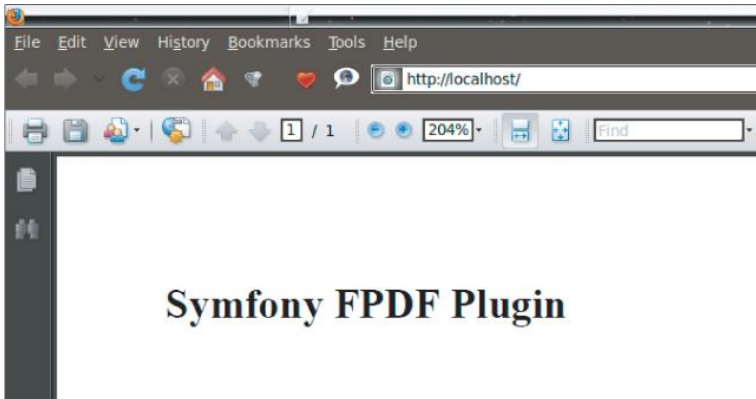 File Edit View History Bookmarks Tools Help
http://localhost/
1 / 1 204% Find
Symfony FPDF Plugin